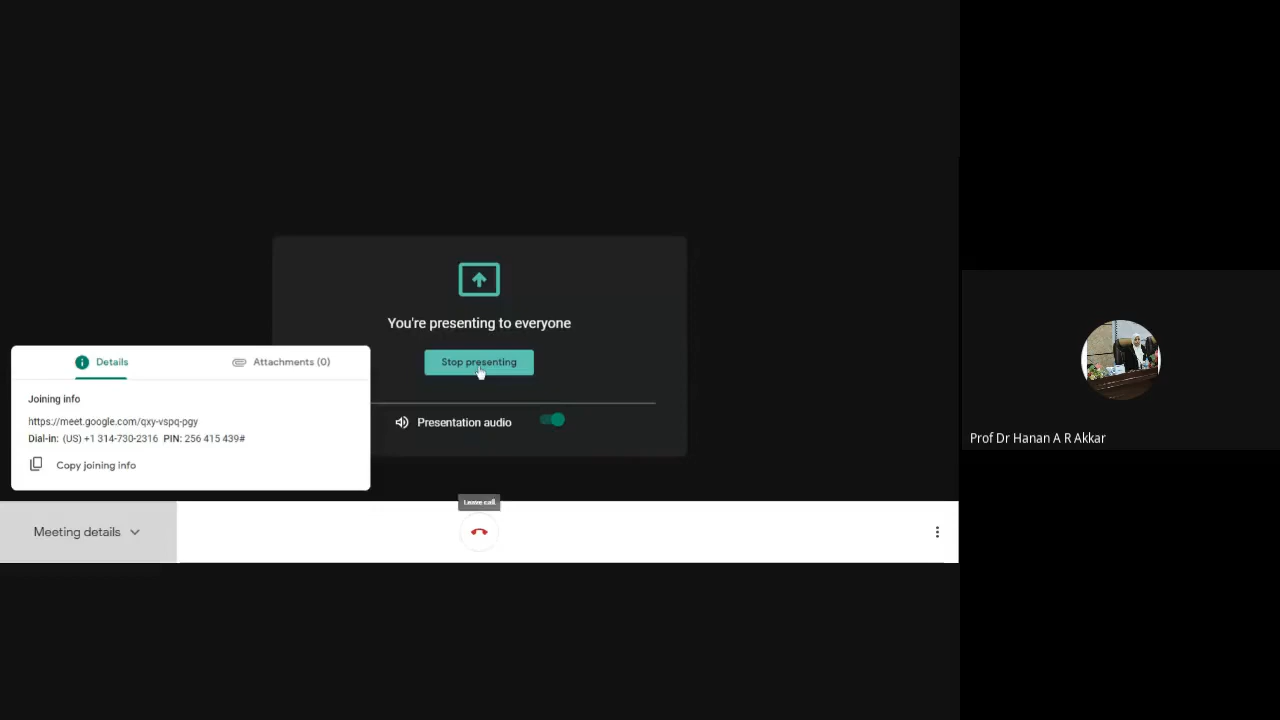 You're presenting to everyone
Stop presenting
Presentation audio
Details
Attachments (0)
Joining info
https://meet.google.com/qxy-vspq-pgy
Dial-in: (US) +1 314-730-2316 PIN: 256 415 439#
Copy joining info
Leave call
Meeting details
Prof Dr Hanan A R Akkar